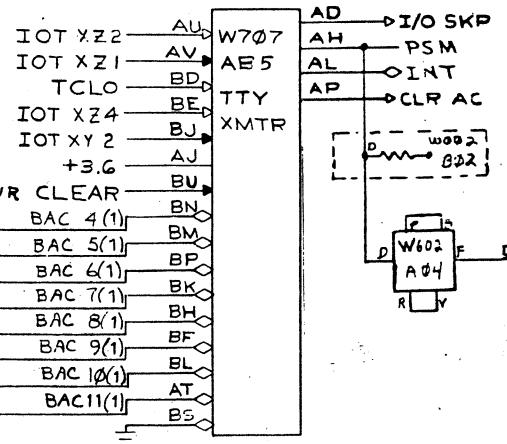 AU AD I/O SKP
IOT XZ2 W707 AH PSM
IOT XZ1 AV AB5 AL INT
TCLO BD TTY AP CLR AC
IOT XZ4 BE XMTR
IOT XY 2 BJ D W002
+3.6 AJ B02
CLEAR BU
BAC 4(1) BN
BAC 5(1) BM
BAC 6(1) BP D W602 F
BAC 7(1) BK A04
BAC 8(1) BH R V
BAC 9(1) BF
BAC 10(1) BL
BAC11(1) AT
BS